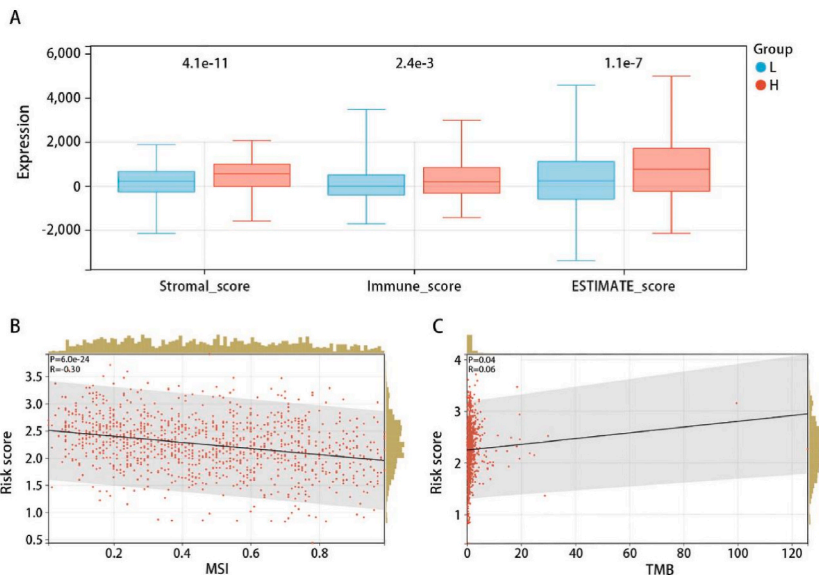 A
6,000
4,000
2,000
0
-2,000
Expression
4.1e-11
2.4e-3
1.1e-7
Group
L
H
Stromal_score
Immune_score
ESTIMATE_score
B
P=6.0e-24
R=-0.30
3.5
3.0
2.5
2.0
1.5
1.0
0.5
Risk score
0.2
0.4
0.6
0.8
MSI
C
P=0.04
R=0.06
4
3
2
1
Risk score
0
20
40
60
80
100
120
TMB